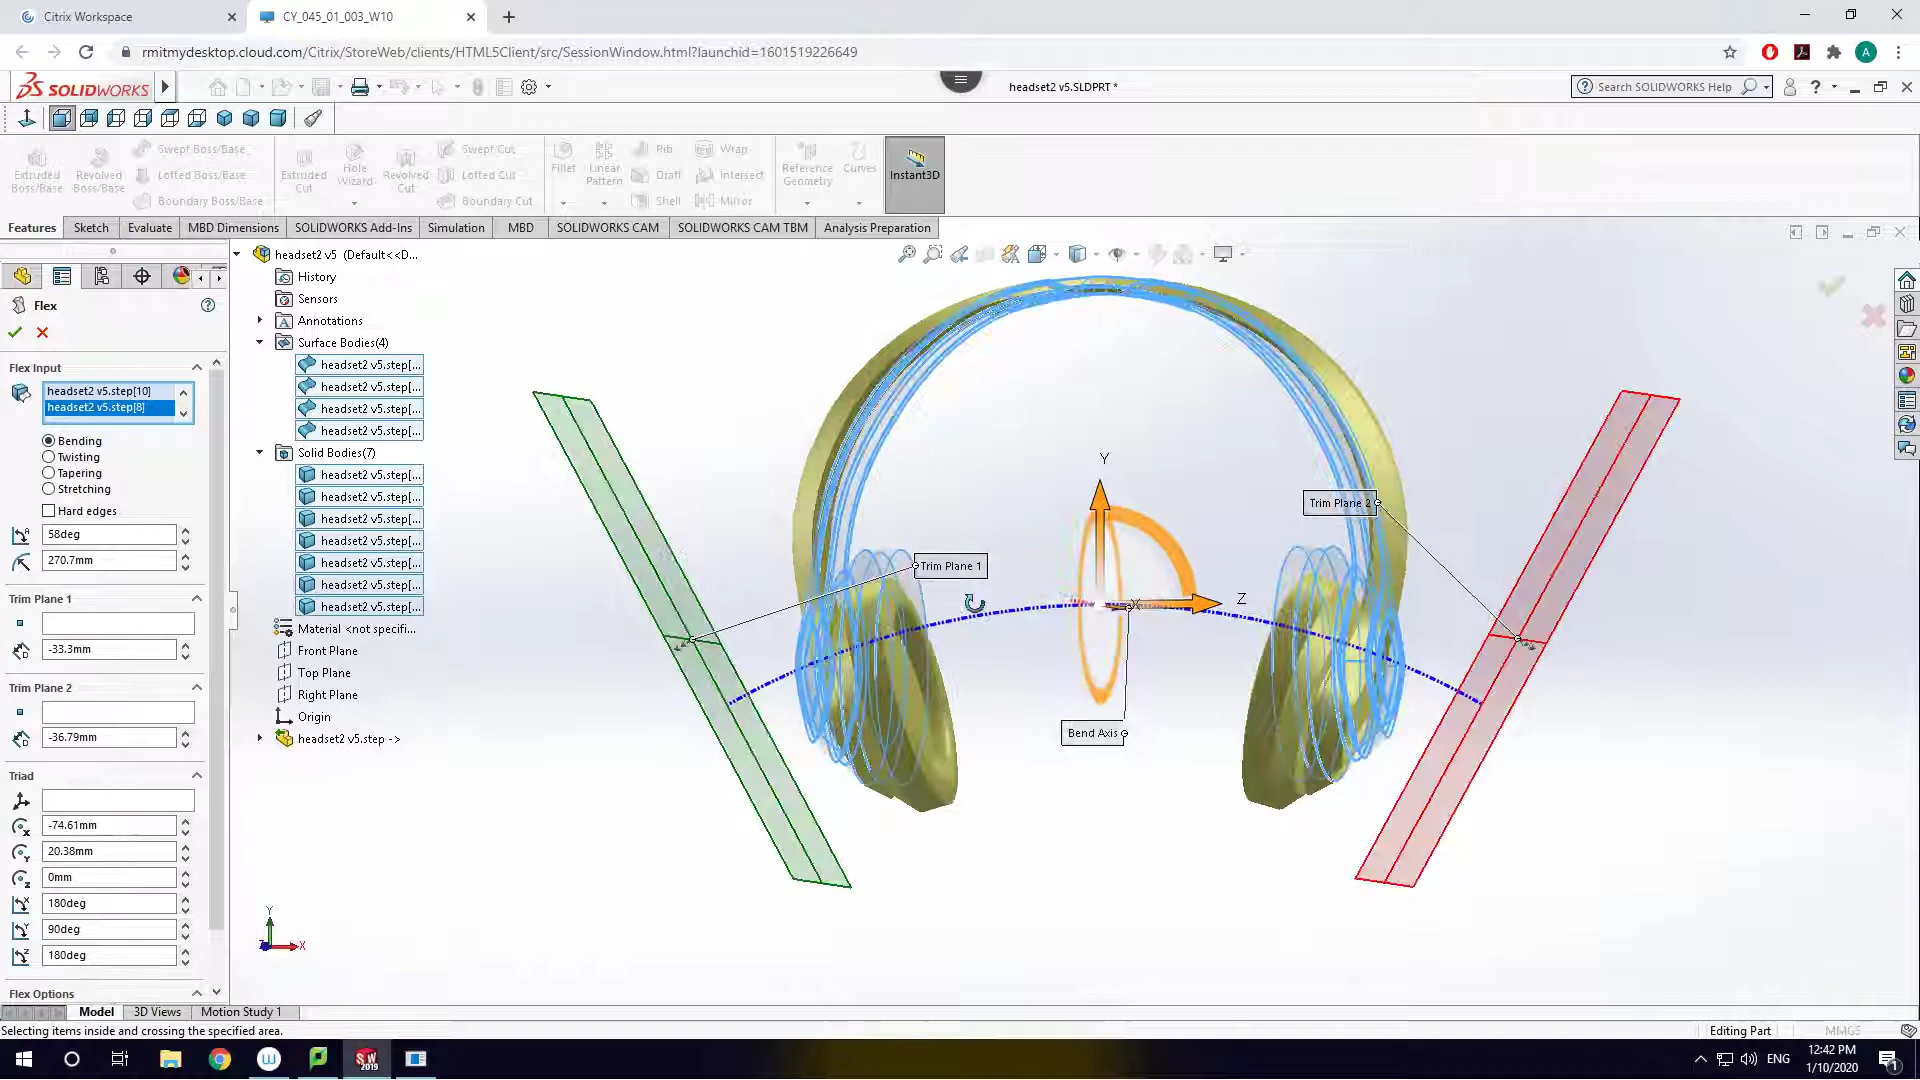 Citrix Workspace
CY_045_01_003_W10
rmitmydesktop.cloud.com/Citrix/StoreWeb/clients/HTML5Client/src/SessionWindow.html?launchid=1601519226649
A
SOLIDWORKS
headset2 v5.SLDPRT *
Search SOLIDWORKS Help
Extruded Boss/Base
Revolved Boss/Base
Swept Boss/Base
Lofted Boss/Base
Boundary Boss/Base
Extruded Cut
Hole Wizard
Revolved Cut
Swept Cut
Lofted Cut
Boundary Cut
Fillet
Linear Pattern
Rib
Draft
Shell
Wrap
Intersect
Mirror
Reference Geometry
Curves
Instant3D
Features
Sketch
Evaluate
MBD Dimensions
SOLIDWORKS Add-Ins
Simulation
MBD
SOLIDWORKS CAM
SOLIDWORKS CAM TBM
Analysis Preparation
Flex
Flex Input
headset2 v5.step[10]
headset2 v5.step[8]
Bending
Twisting
Tapering
Stretching
Hard edges
58deg
270.7mm
Trim Plane 1
-33.3mm
Trim Plane 2
-36.79mm
Triad
-74.61mm
20.38mm
0mm
180deg
90deg
180deg
Flex Options
headset2 v5 (Default<<D...
History
Sensors
Annotations
Surface Bodies(4)
headset2 v5.step[...
headset2 v5.step[...
headset2 v5.step[...
headset2 v5.step[...
Solid Bodies(7)
headset2 v5.step[...
headset2 v5.step[...
headset2 v5.step[...
headset2 v5.step[...
headset2 v5.step[...
headset2 v5.step[...
headset2 v5.step[...
Material <not specifi...
Front Plane
Top Plane
Right Plane
Origin
headset2 v5.step ->
Y
Trim Plane 2
Trim Plane 1
X
Z
Bend Axis
Y
Z
X
Model
3D Views
Motion Study 1
Selecting items inside and crossing the specified area.
Editing Part
MMGS
SW
2019
ENG
12:42 PM
1/10/2020
1